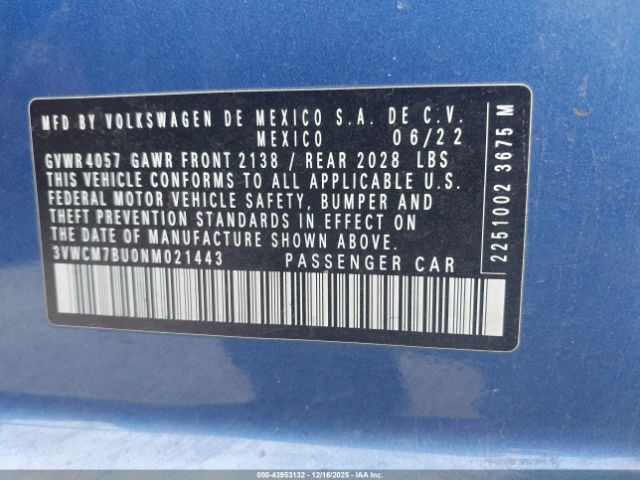 MFD BY VOLKSWAGEN DE MEXICO S.A. DE C.V.
MEXICO 06/22
GVWR 4057 GAWR FRONT 2138 / REAR 2028 LBS
THIS VEHICLE CONFORMS TO ALL APPLICABLE U.S.
FEDERAL MOTOR VEHICLE SAFETY, BUMPER AND
THEFT PREVENTION STANDARDS IN EFFECT ON
THE DATE OF MANUFACTURE SHOWN ABOVE.
3VWCM7BU0NM021443 PASSENGER CAR
2251002 3675 M
000-43953132 - 12/16/2025 - IAAI.COM